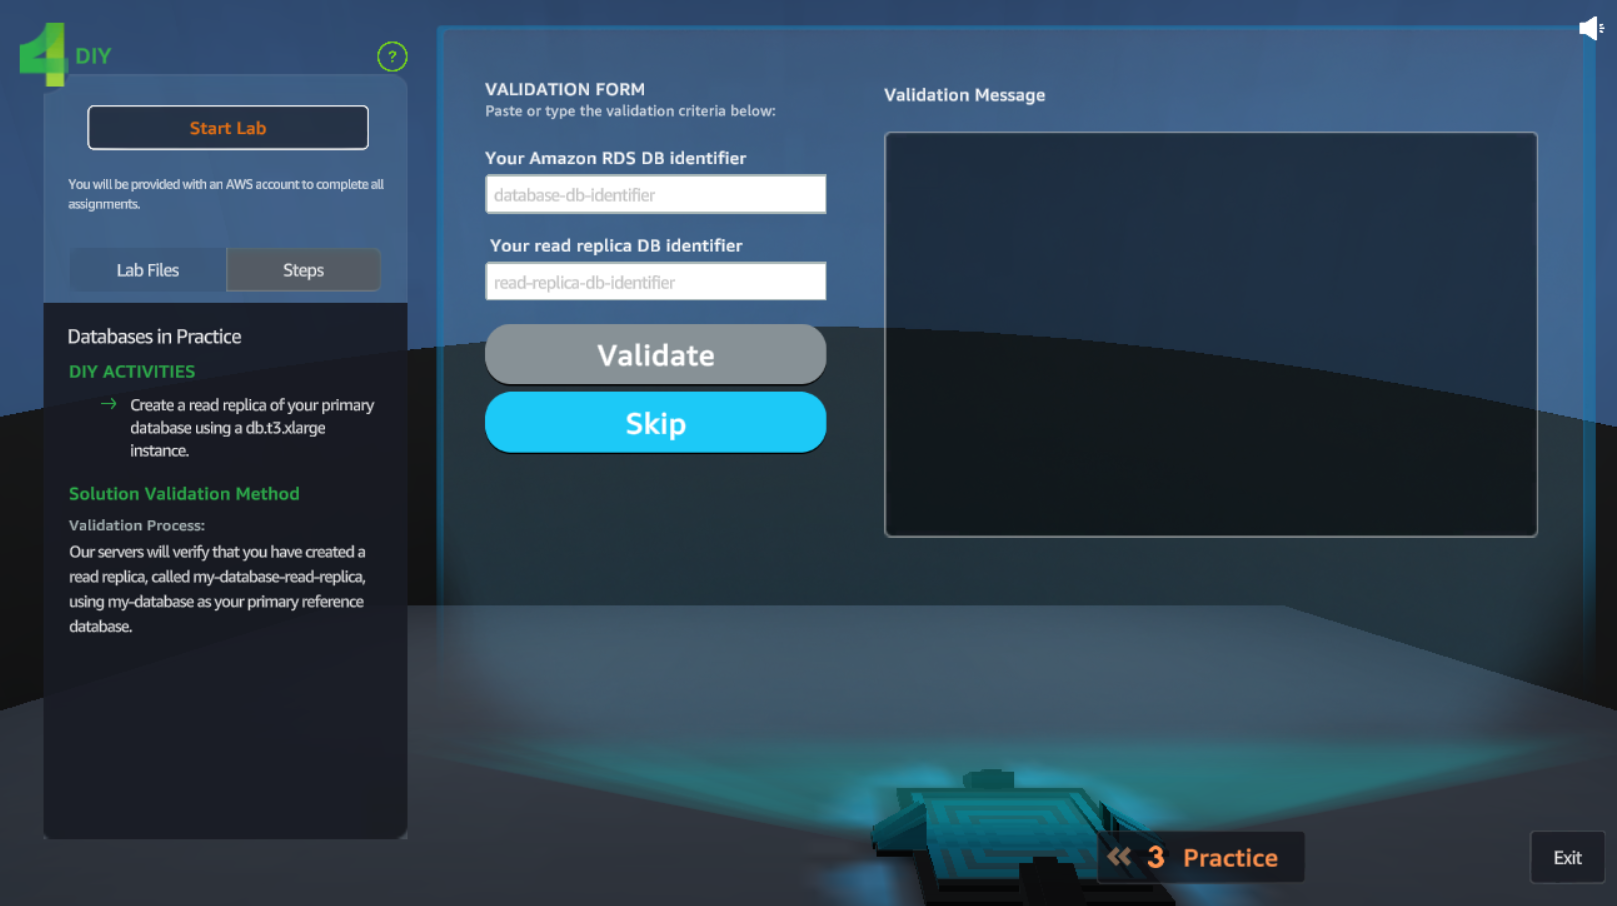 4 DIY
?
Start Lab
You will be provided with an AWS account to complete all
assignments.
Lab Files
Steps
Databases in Practice
DIY ACTIVITIES
→ Create a read replica of your primary
database using a db.t3.xlarge
instance.
Solution Validation Method
Validation Process:
Our servers will verify that you have created a
read replica, called my-database-read-replica,
using my-database as your primary reference
database.
VALIDATION FORM
Paste or type the validation criteria below:
Your Amazon RDS DB identifier
database-db-identifier
Your read replica DB identifier
read-replica-db-identifier
Validate
Skip
Validation Message
3 Practice
Exit